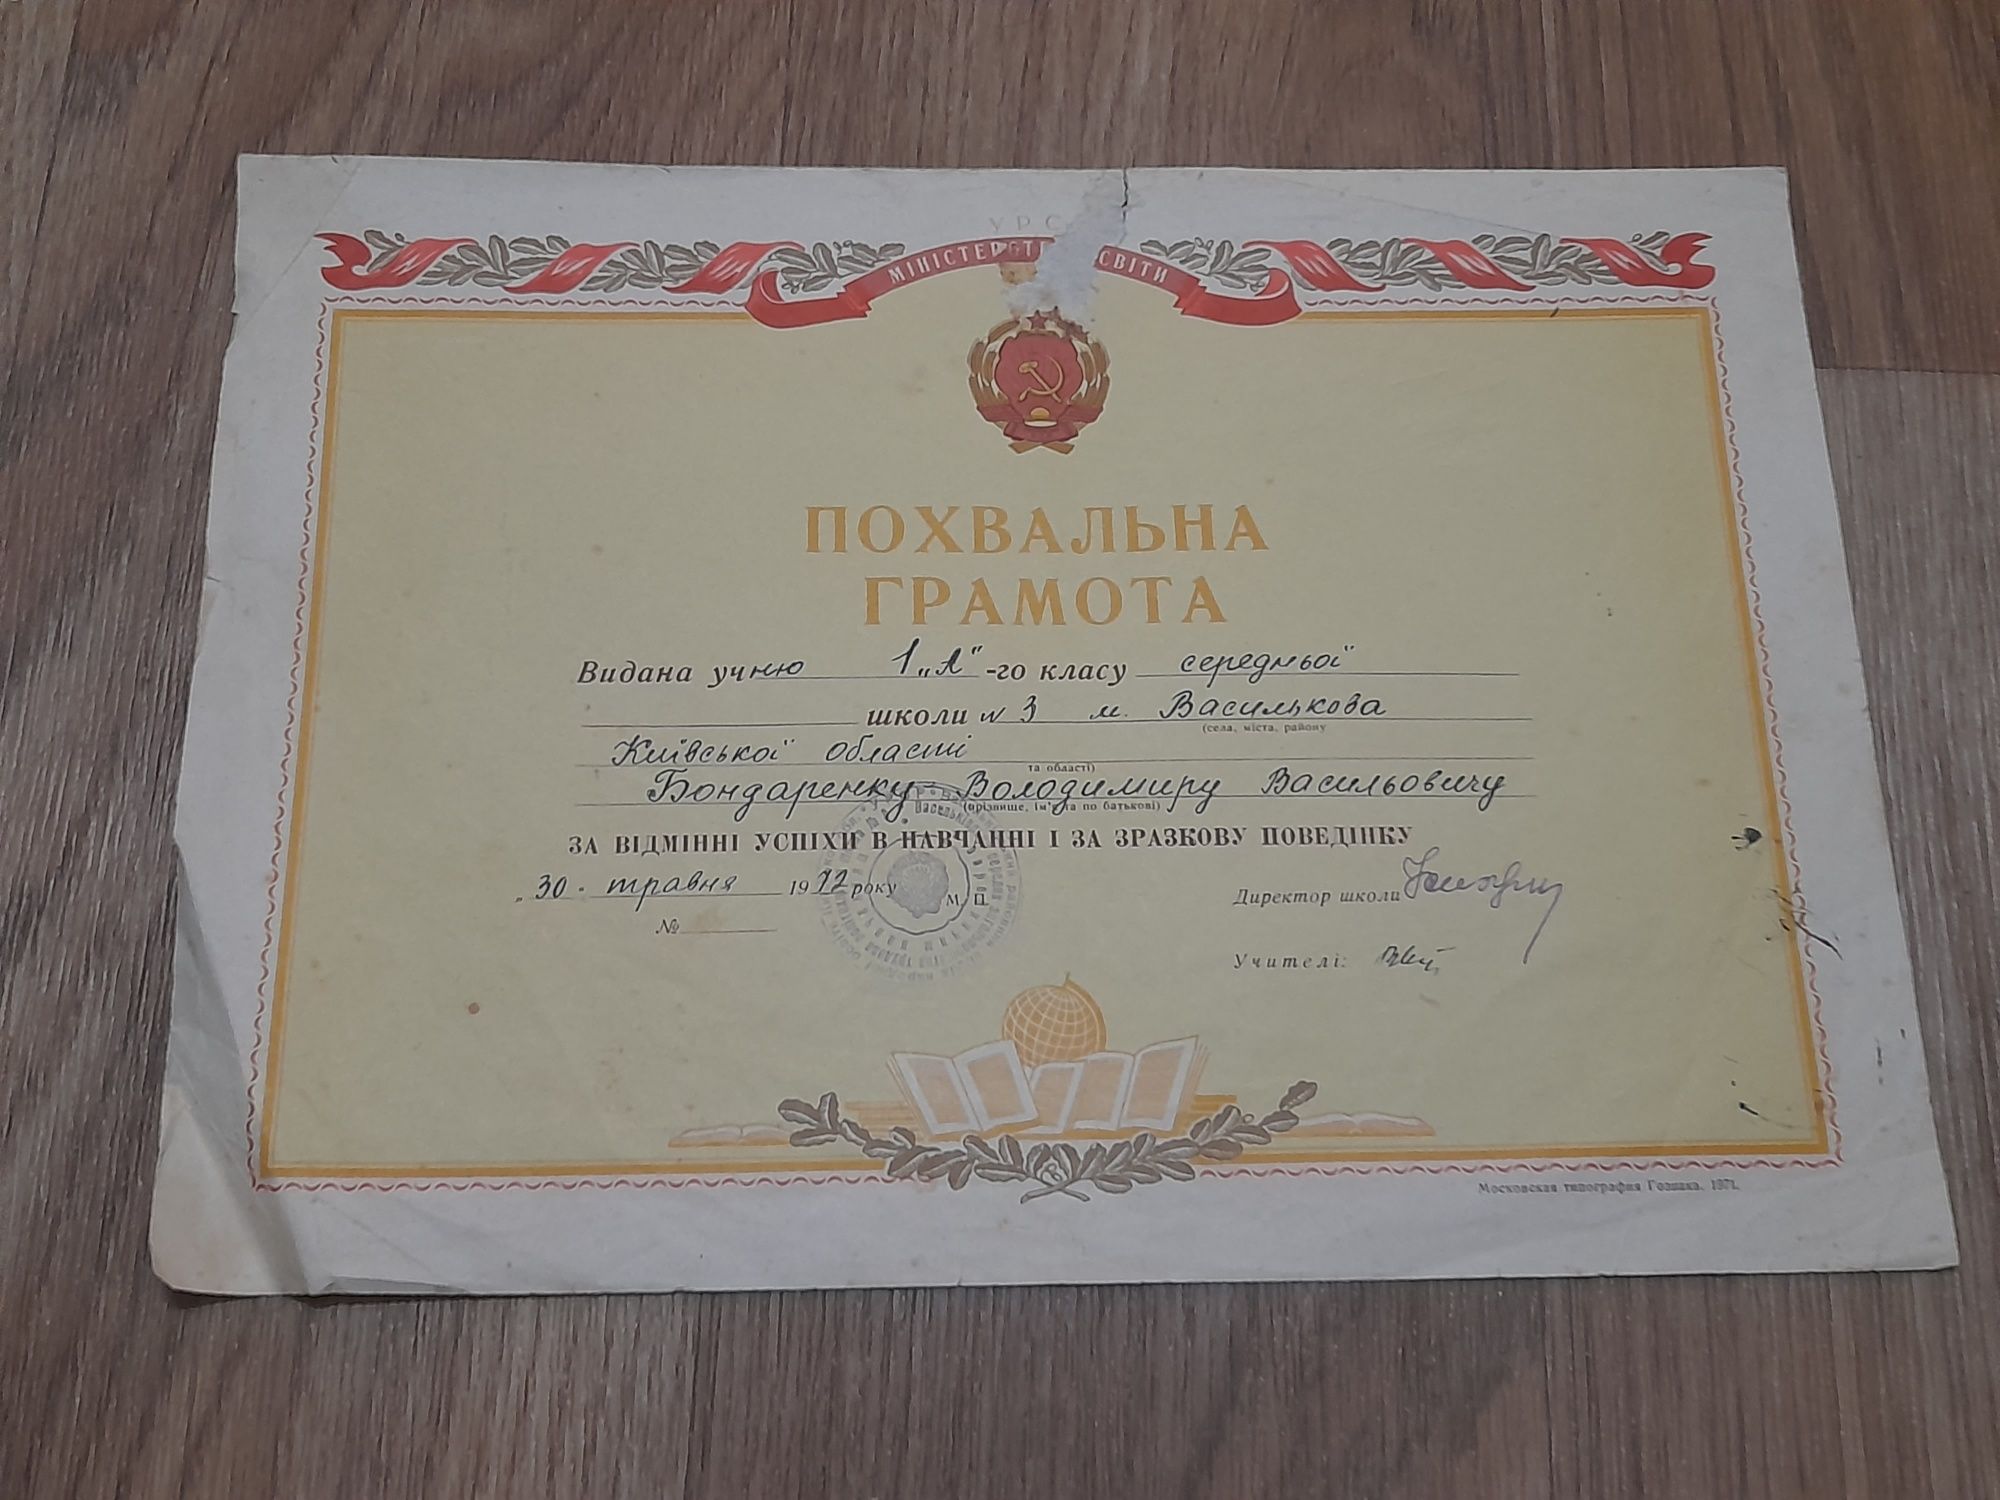 УРС
МІНІСТЕРСТ СВІТИ
ПОХВАЛЬНА
ГРАМОТА
Видана учню 1 „А" -го класу середньої
школи № 3 м. Василькова
(села, міста, району
Київської області
та області)
Бондаренку Володимиру Васильовичу
(прізвище, ім'я та по батькові)
ЗА ВІДМІННІ УСПІХИ В НАВЧАННІ І ЗА ЗРАЗКОВУ ПОВЕДІНКУ
„30. травня 1972 року М. П. Директор школи
№
Учителі:
Московская типография Гознака. 1971.